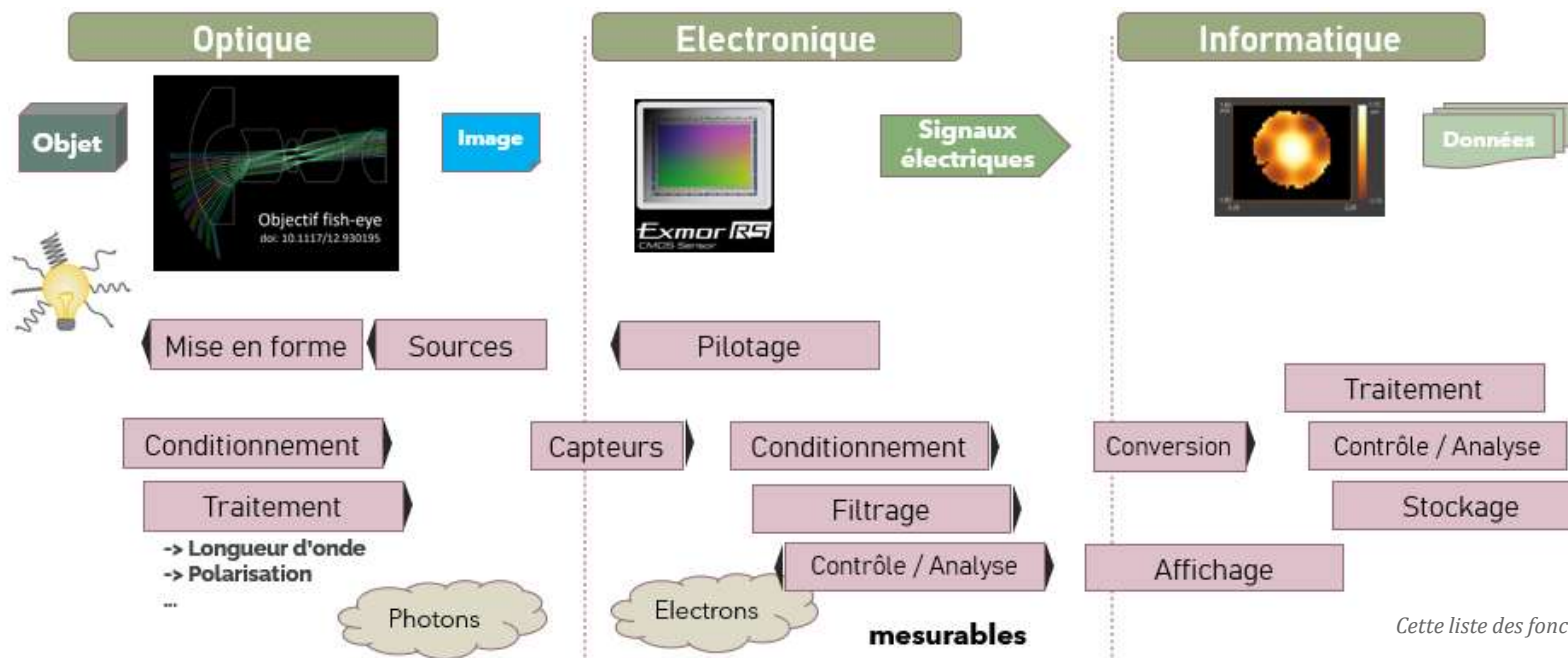 Optique
Electronique
Informatique
Objet
Objectif fish-eye
doi: 10.1117/12.930195
Image
Exmor RS
CMOS Sensor
Signaux
électriques
Données
Mise en forme
Sources
Pilotage
Traitement
Conditionnement
Capteurs
Conditionnement
Conversion
Contrôle / Analyse
Traitement
Filtrage
Stockage
-> Longueur d'onde
-> Polarisation
...
Contrôle / Analyse
Affichage
Photons
Electrons
mesurables
Cette liste des fonc